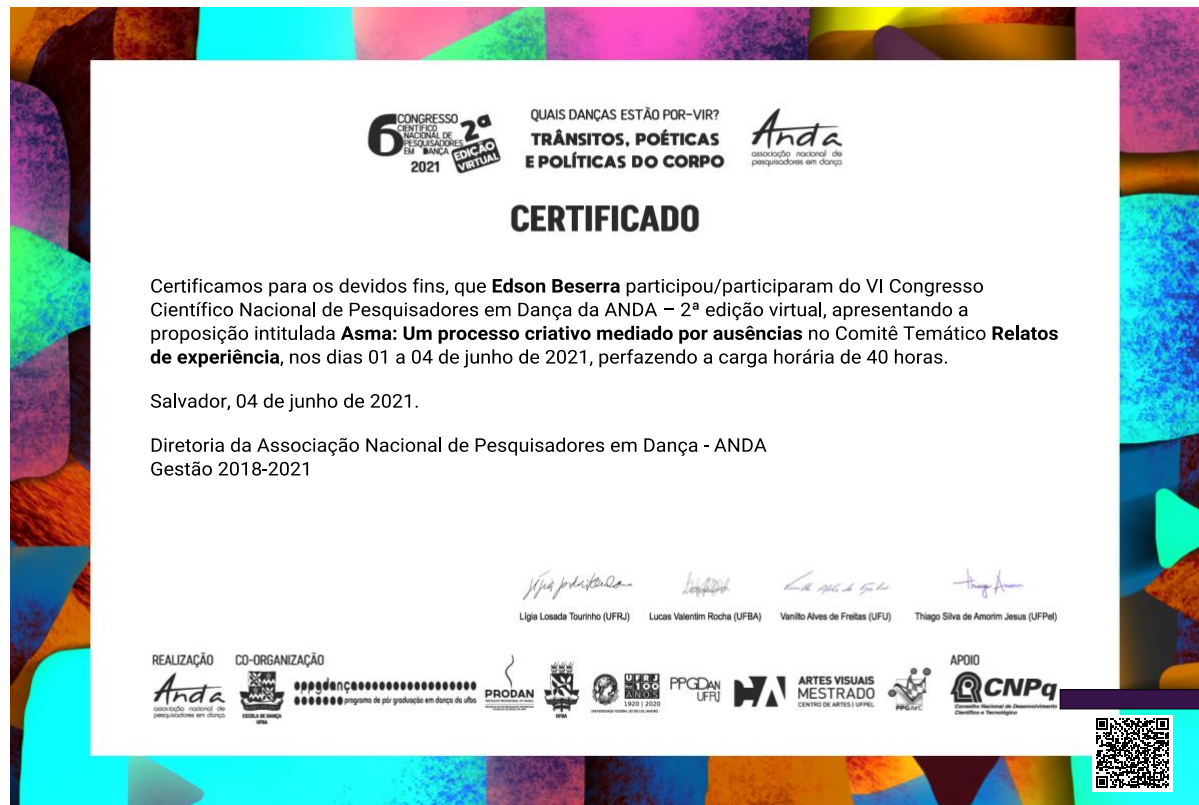 6 CONGRESSO
CIENTÍFICO
NACIONAL DE
PESQUISADORES
EM DANÇA
2021
2ª
EDIÇÃO
VIRTUAL
QUAIS DANÇAS ESTÃO POR-VIR?
TRÂNSITOS, POÉTICAS
E POLÍTICAS DO CORPO
Anda
associação nacional de
pesquisadores em dança
CERTIFICADO
Certificamos para os devidos fins, que Edson Beserra participou/participaram do VI Congresso
Científico Nacional de Pesquisadores em Dança da ANDA – 2ª edição virtual, apresentando a
proposição intitulada Asma: Um processo criativo mediado por ausências no Comitê Temático Relatos
de experiência, nos dias 01 a 04 de junho de 2021, perfazendo a carga horária de 40 horas.
Salvador, 04 de junho de 2021.
Diretoria da Associação Nacional de Pesquisadores em Dança - ANDA
Gestão 2018-2021
Lígia Losada Tourinho (UFRJ) Lucas Valentim Rocha (UFBA) Vanilto Alves de Freitas (UFU) Thiago Silva de Amorim Jesus (UFPel)
REALIZAÇÃO CO-ORGANIZAÇÃO APOIO
Anda
associação nacional de
pesquisadores em dança
ESCOLA DE DANÇA
UFBA
ppgdança
programa de pós graduação em dança da ufba
PRODAN
UFBA
UFRJ
100
ANOS
1920 | 2020
UNIVERSIDADE FEDERAL DO RIO DE JANEIRO
PPGDAN
UFRJ
CA
ARTES VISUAIS
MESTRADO
CENTRO DE ARTES | UFPEL
PPGArC
CNPq
Conselho Nacional de Desenvolvimento
Científico e Tecnológico